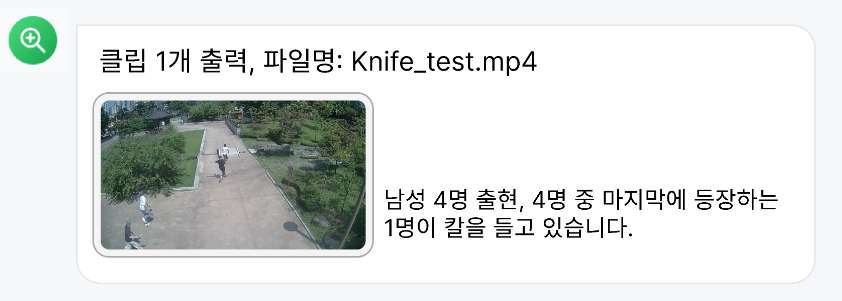 클립 1개 출력, 파일명: Knife_test.mp4
남성 4명 출현, 4명 중 마지막에 등장하는
1명이 칼을 들고 있습니다.